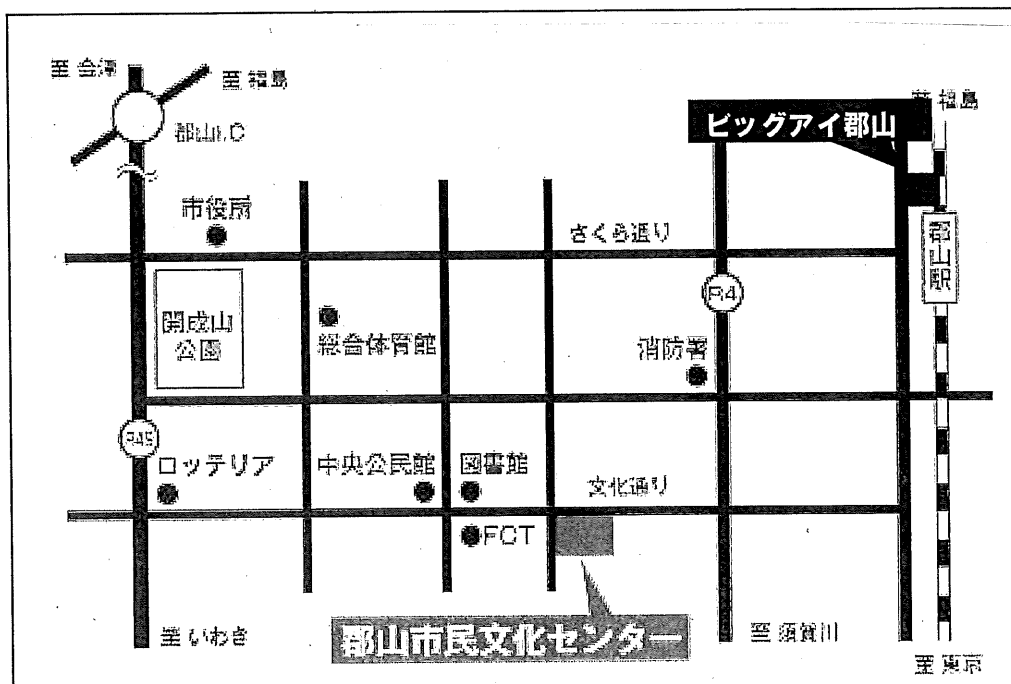 至 会津
至 福島
至 福島
郡山I.C
ビッグアイ郡山
市役所
さくら通り
郡山駅
R4
開成山
公園
総合体育館
消防署
R49
ロッテリア
中央公民館
図書館
文化通り
FCT
郡山市民文化センター
至 いわき
至 須賀川
至 東京